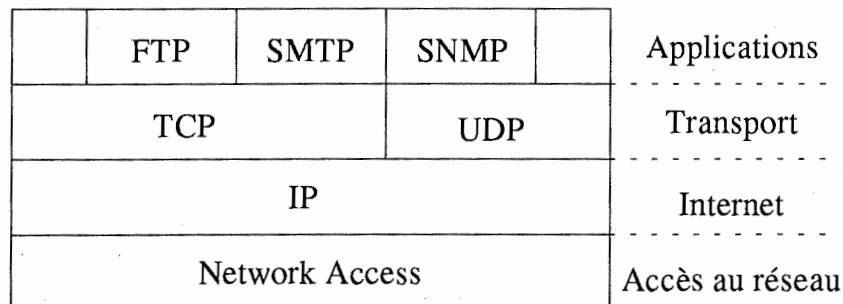 FTP SMTP SNMP Applications
TCP UDP Transport
IP Internet
Network Access Accès au réseau